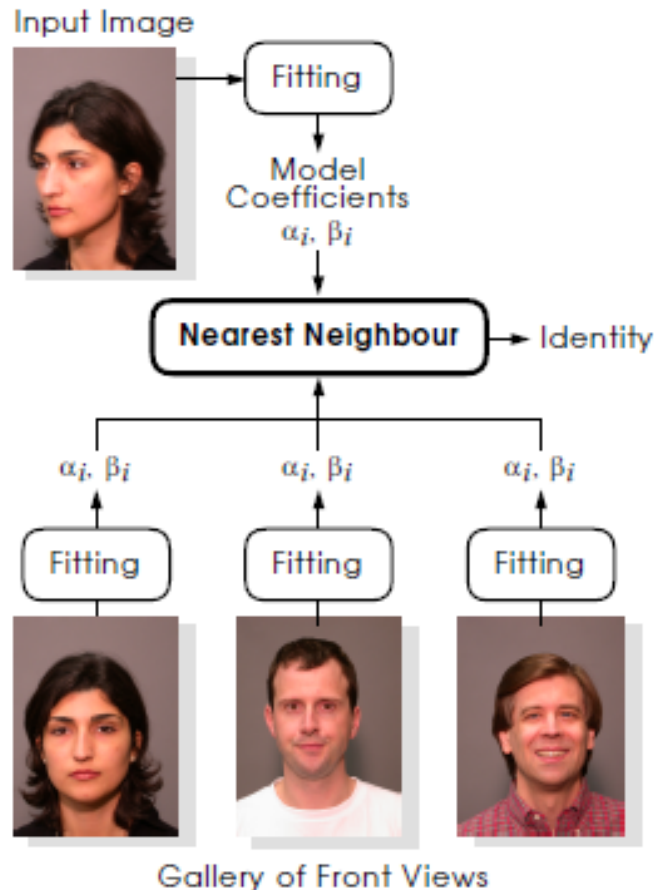 Input Image
Fitting
Model
Coefficients
αi, βi
Nearest Neighbour
Identity
αi, βi
αi, βi
αi, βi
Fitting
Fitting
Fitting
Gallery of Front Views